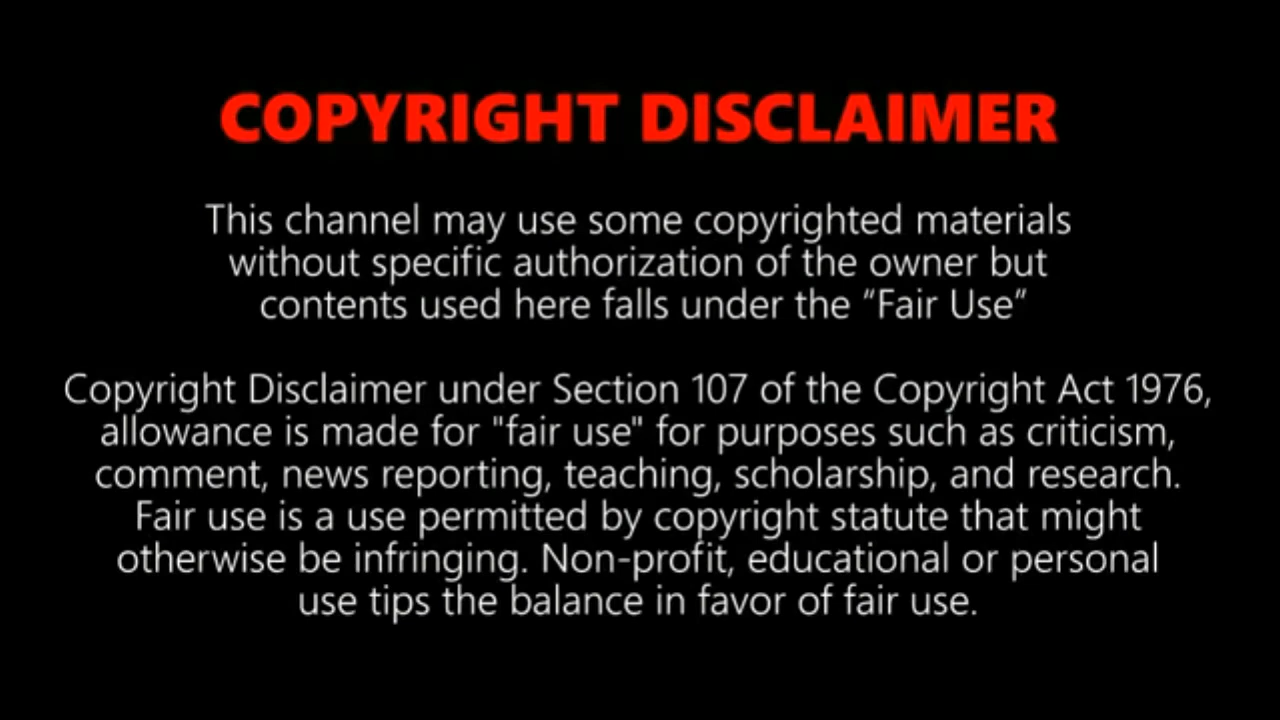 COPYRIGHT DISCLAIMER
This channel may use some copyrighted materials
without specific authorization of the owner but
contents used here falls under the “Fair Use”
Copyright Disclaimer under Section 107 of the Copyright Act 1976,
allowance is made for "fair use" for purposes such as criticism,
comment, news reporting, teaching, scholarship, and research.
Fair use is a use permitted by copyright statute that might
otherwise be infringing. Non-profit, educational or personal
use tips the balance in favor of fair use.